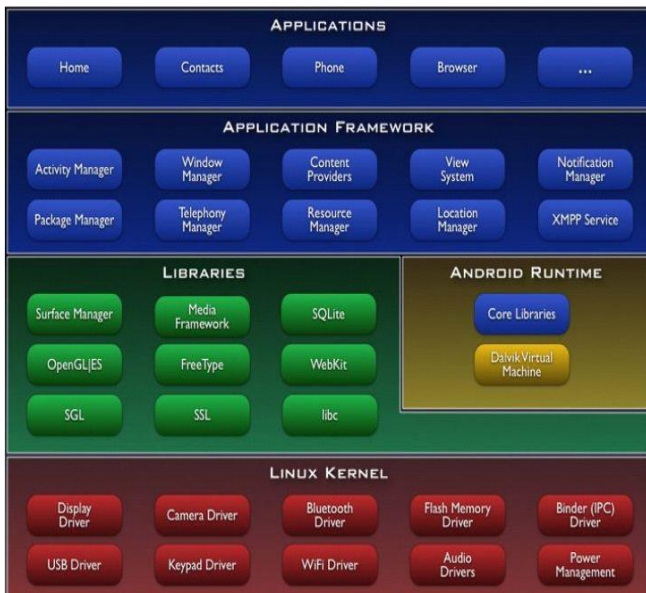 APPLICATIONS
Home
Contacts
Phone
Browser
...
APPLICATION FRAMEWORK
Activity Manager
Window
Manager
Content
Providers
View
System
Notification
Manager
Package Manager
Telephony
Manager
Resource
Manager
Location
Manager
XMPP Service
LIBRARIES
Surface Manager
Media
Framework
SQLite
OpenGL|ES
FreeType
WebKit
SGL
SSL
libc
ANDROID RUNTIME
Core Libraries
Dalvik Virtual
Machine
LINUX KERNEL
Display
Driver
Camera Driver
Bluetooth
Driver
Flash Memory
Driver
Binder (IPC)
Driver
USB Driver
Keypad Driver
WiFi Driver
Audio
Drivers
Power
Management